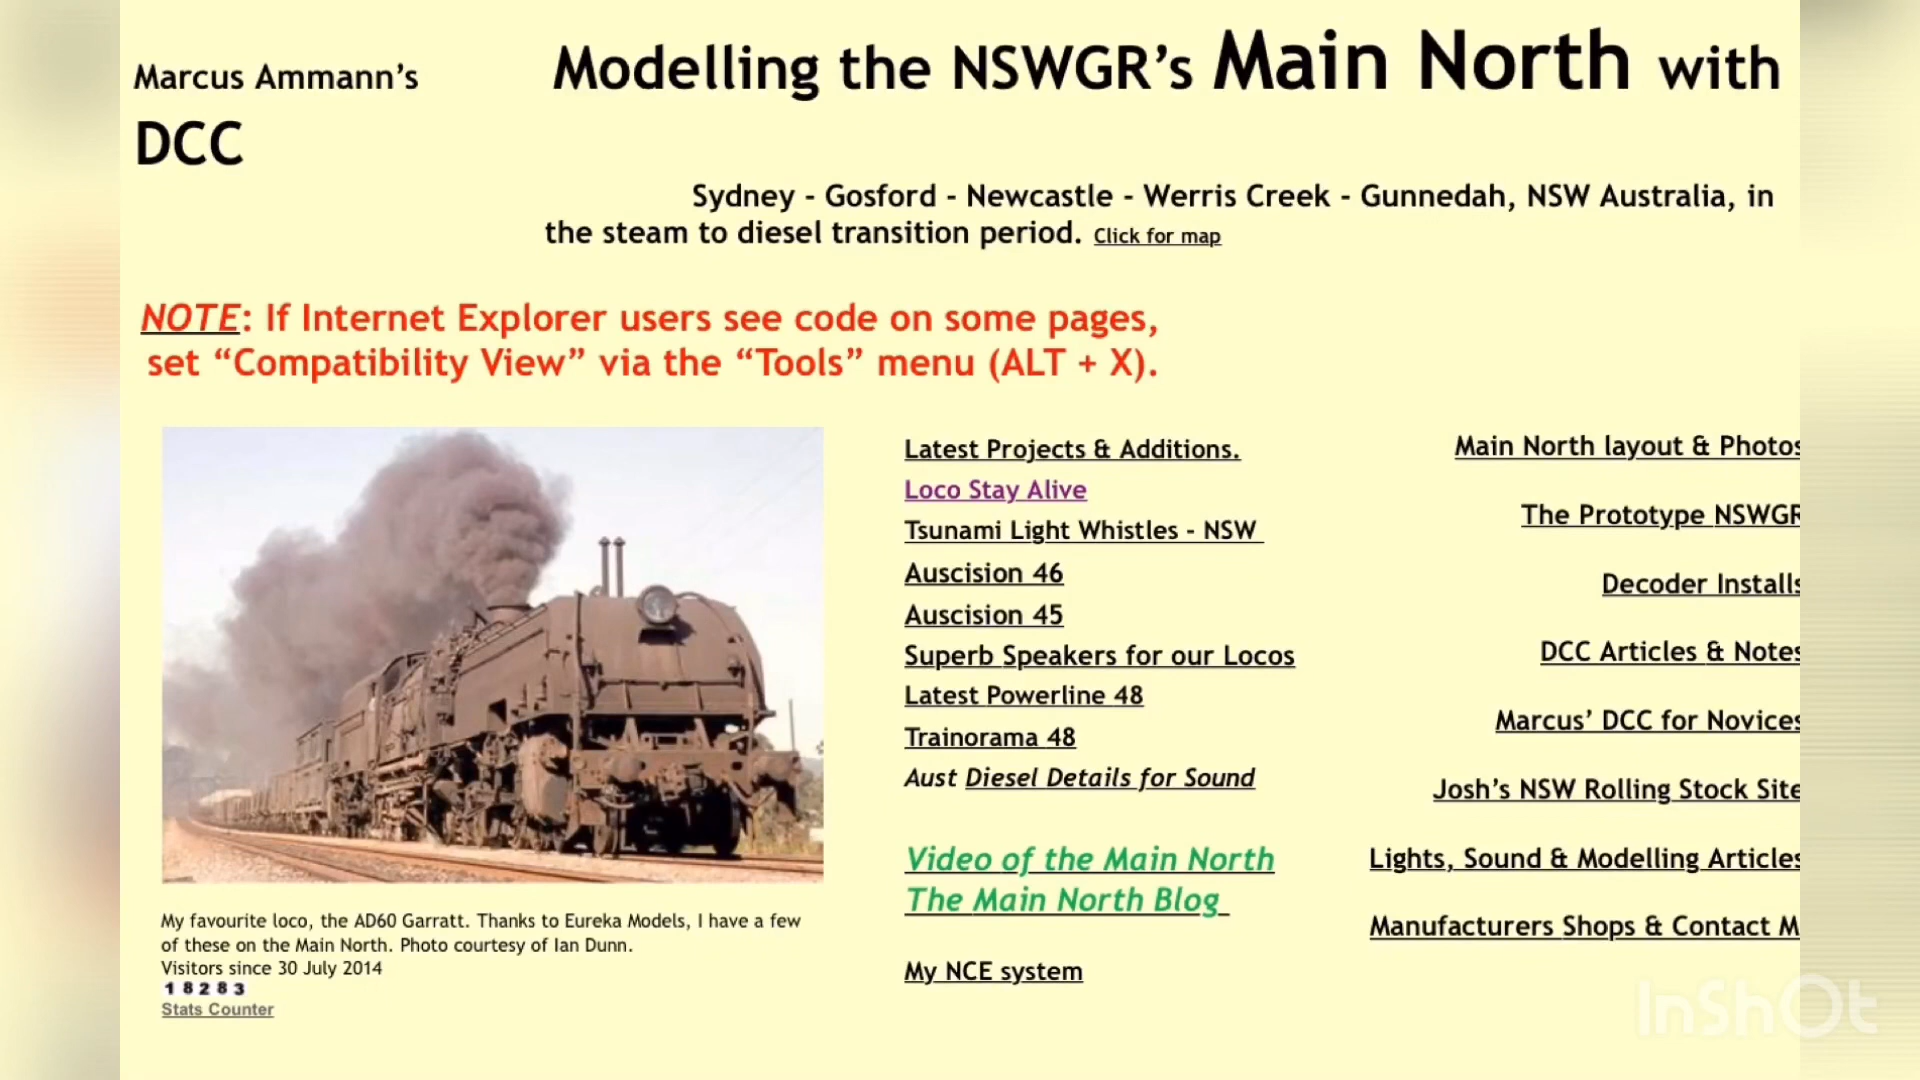 Marcus Ammann’s Modelling the NSWGR’s Main North with
DCC
Sydney - Gosford - Newcastle - Werris Creek - Gunnedah, NSW Australia, in
the steam to diesel transition period. Click for map
NOTE: If Internet Explorer users see code on some pages,
set “Compatibility View” via the “Tools” menu (ALT + X).
Latest Projects & Additions.
Loco Stay Alive
Tsunami Light Whistles - NSW
Auscision 46
Auscision 45
Superb Speakers for our Locos
Latest Powerline 48
Trainorama 48
Aust Diesel Details for Sound
Video of the Main North
The Main North Blog
My NCE system
Main North layout & Photos
The Prototype NSWGR
Decoder Installs
DCC Articles & Notes
Marcus’ DCC for Novices
Josh’s NSW Rolling Stock Site
Lights, Sound & Modelling Articles
Manufacturers Shops & Contact M
My favourite loco, the AD60 Garratt. Thanks to Eureka Models, I have a few
of these on the Main North. Photo courtesy of Ian Dunn.
Visitors since 30 July 2014
18283
Stats Counter
InShOt